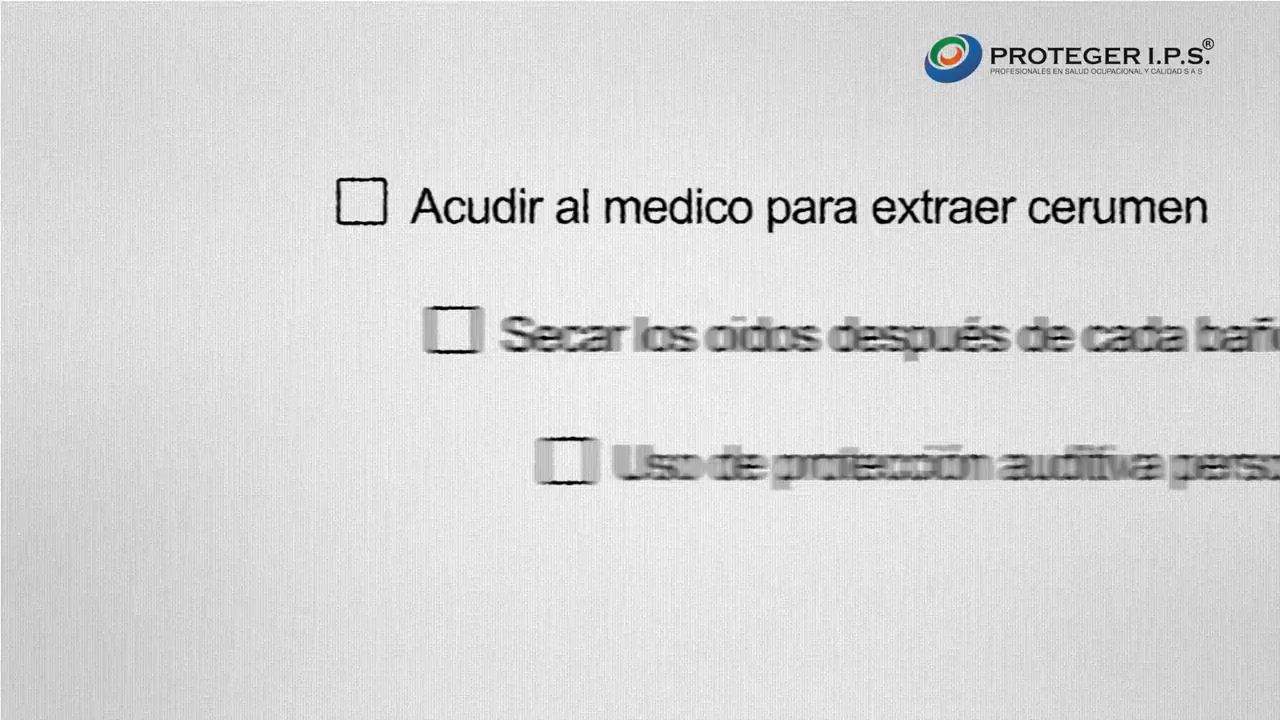 PROTEGER I.P.S.®
PROFESIONALES EN SALUD OCUPACIONAL Y CALIDAD S A S
Acudir al medico para extraer cerumen
Secar los oídos después de cada
Uso de protección auditiva